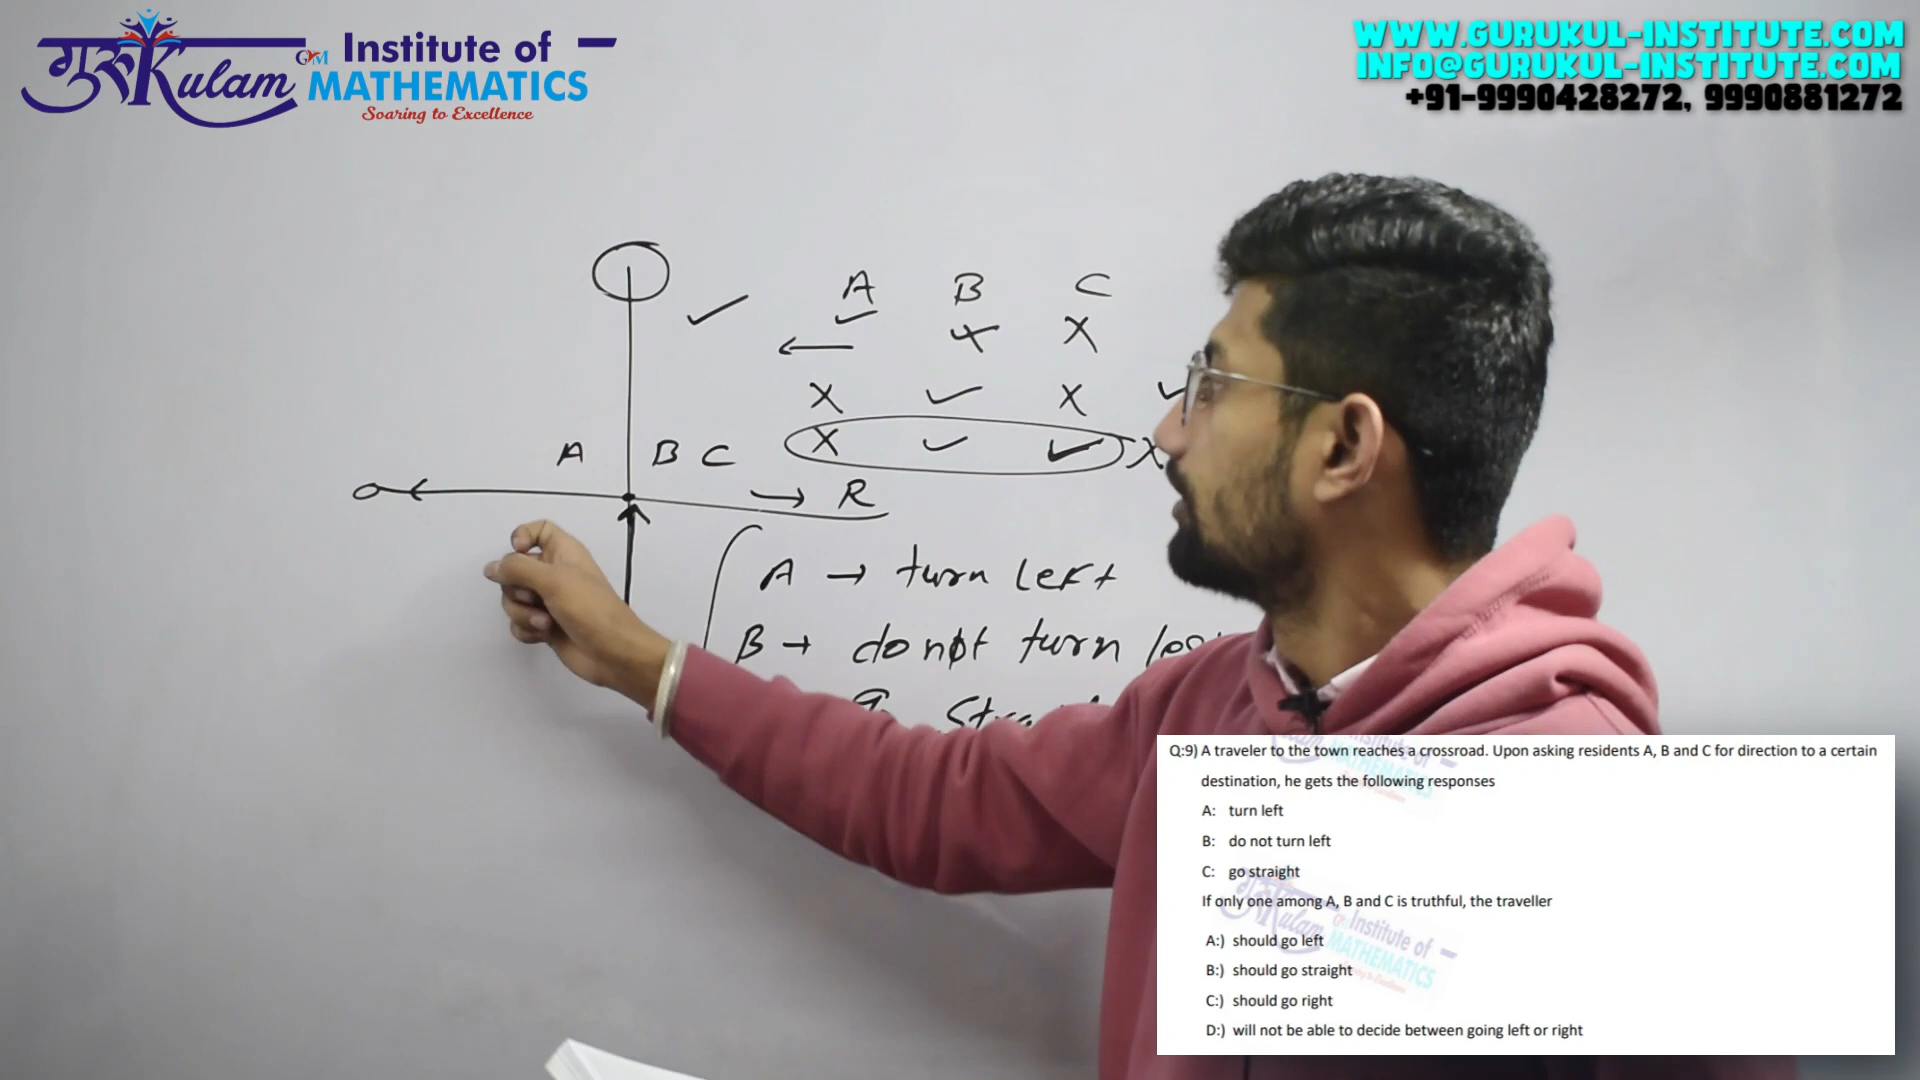 गुरुKulam GM Institute of
MATHEMATICS
Soaring to Excellence
WWW.GURUKUL-INSTITUTE.COM
INFO@GURUKUL-INSTITUTE.COM
+91-9990428272, 9990881272
A B C
A B C
R
A → turn left
B → do not turn
Q:9) A traveler to the town reaches a crossroad. Upon asking residents A, B and C for direction to a certain
destination, he gets the following responses
A: turn left
B: do not turn left
C: go straight
If only one among A, B and C is truthful, the traveller
A:) should go left
B:) should go straight
C:) should go right
D:) will not be able to decide between going left or right